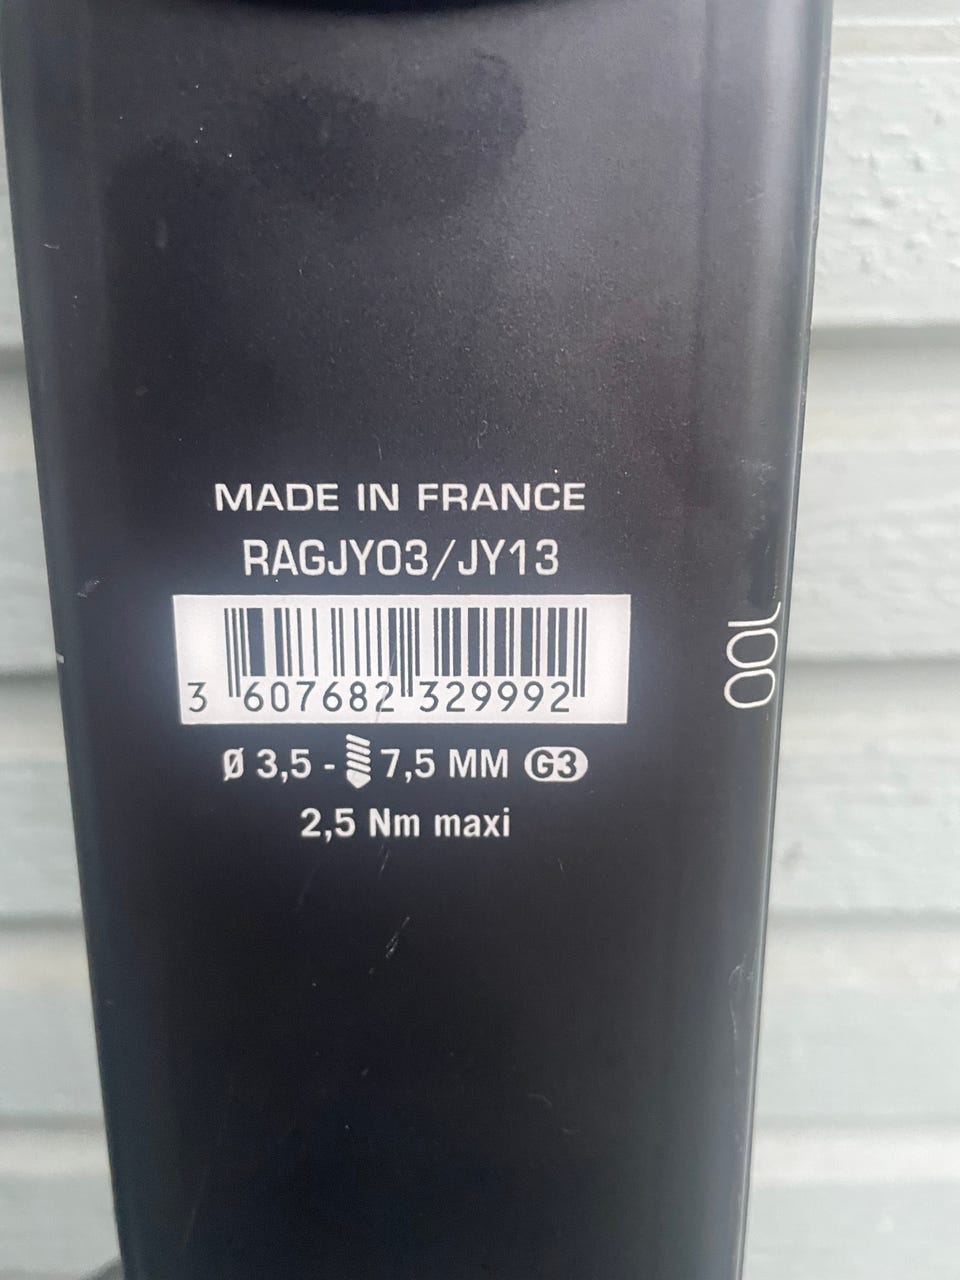 MADE IN FRANCE
RAGJY03/JY13
3 607682 329992
Ø 3,5 - 7,5 MM G3
2,5 Nm maxi
100